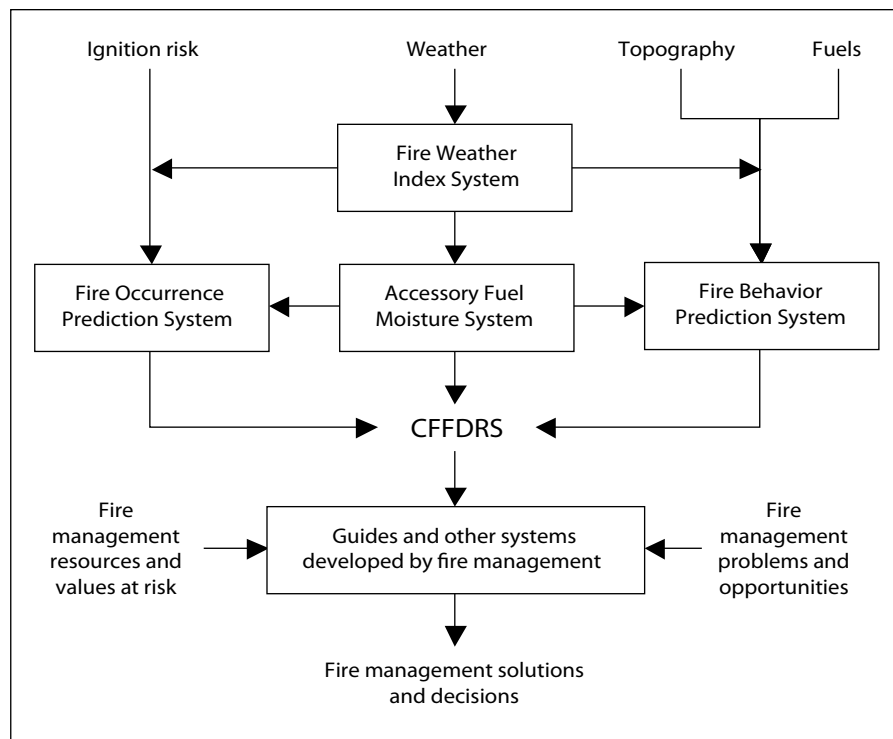 Ignition risk
Weather
Topography
Fuels
Fire Weather
Index System
Fire Occurrence
Prediction System
Accessory Fuel
Moisture System
Fire Behavior
Prediction System
CFFDRS
Fire
management
resources and
values at risk
Guides and other systems
developed by fire management
Fire
management
problems and
opportunities
Fire management solutions
and decisions